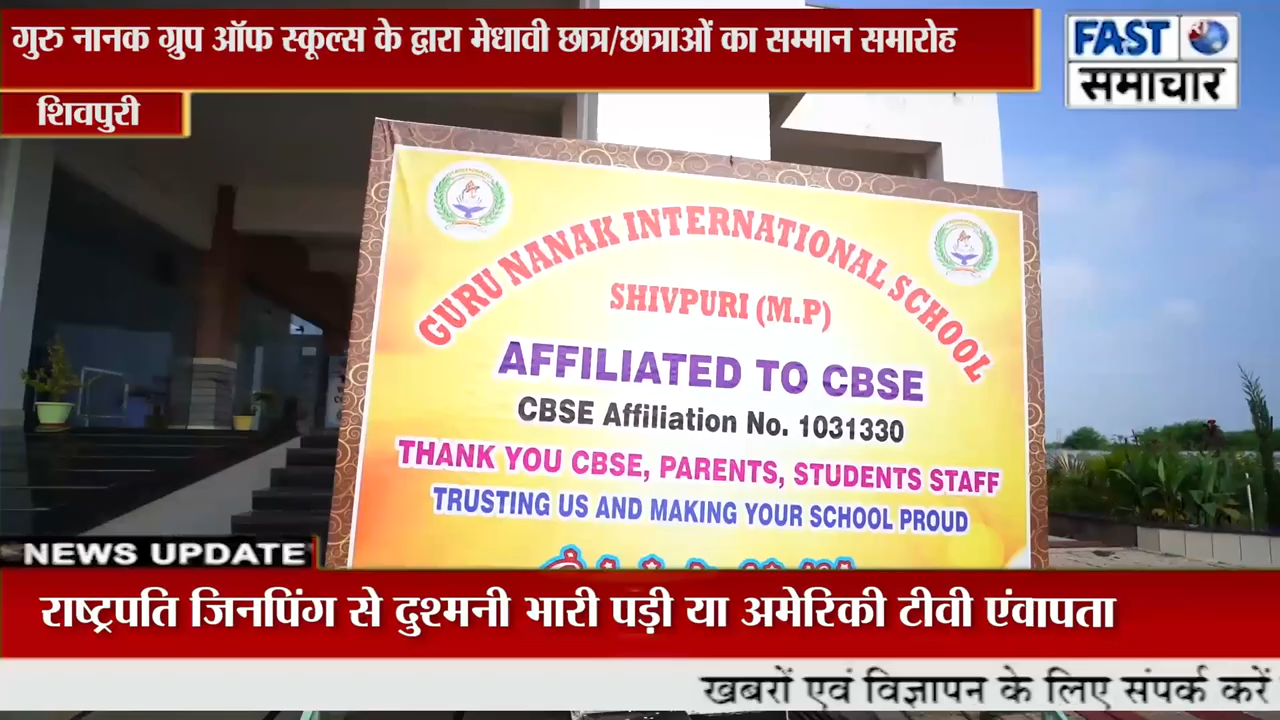 गुरु नानक ग्रुप ऑफ स्कूल्स के द्वारा मेधावी छात्र/छात्राओं का सम्मान समारोह
FAST
समाचार
शिवपुरी
GURU NANAK INTERNATIONAL SCHOOL
SHIVPURI (M.P)
AFFILIATED TO CBSE
CBSE Affiliation No. 1031330
THANK YOU CBSE, PARENTS, STUDENTS STAFF
TRUSTING US AND MAKING YOUR SCHOOL PROUD
NEWS UPDATE
राष्ट्रपति जिनपिंग से दुश्मनी भारी पड़ी या अमेरिकी टीवी एंवापता
खबरों एवं विज्ञापन के लिए संपर्क करें